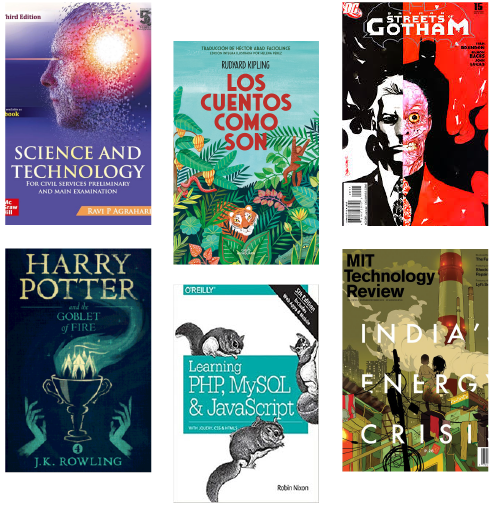 Third Edition
ook
SCIENCE AND
TECHNOLOGY
FOR CIVIL SERVICES PRELIMINARY
AND MAIN EXAMINATION
Mc
Graw
Hill
RAVI P AGRAHARI
TRADUCCIÓN DE HÉCTOR ABAD FACIOLINCE
RUDYARD KIPLING
LOS
CUENTOS
COMO
SON
DC
STREETS OF
GOTHAM
15
HARRY
POTTER
and the
GOBLET
of FIRE
4
J.K. ROWLING
O'REILLY®
5th Edition
Learning
PHP, MySQL
& JavaScript
WITH JQUERY, CSS & HTML5
Robin Nixon
MIT
Technology
Review
INDIA'S
ENERGY
CRISI